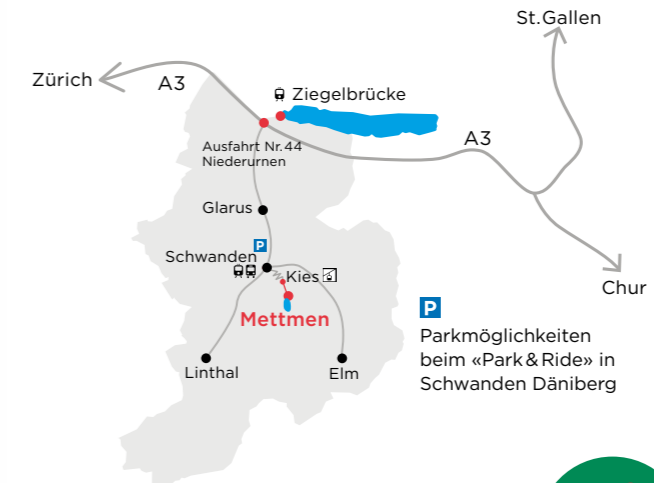 St.Gallen
Zürich
A3
Ziegelbrücke
A3
Ausfahrt Nr. 44
Niederurnen
Glarus
P
Schwanden
Kies
Chur
Mettmen
P
Parkmöglichkeiten
beim «Park & Ride» in
Schwanden Däniberg
Linthal
Elm